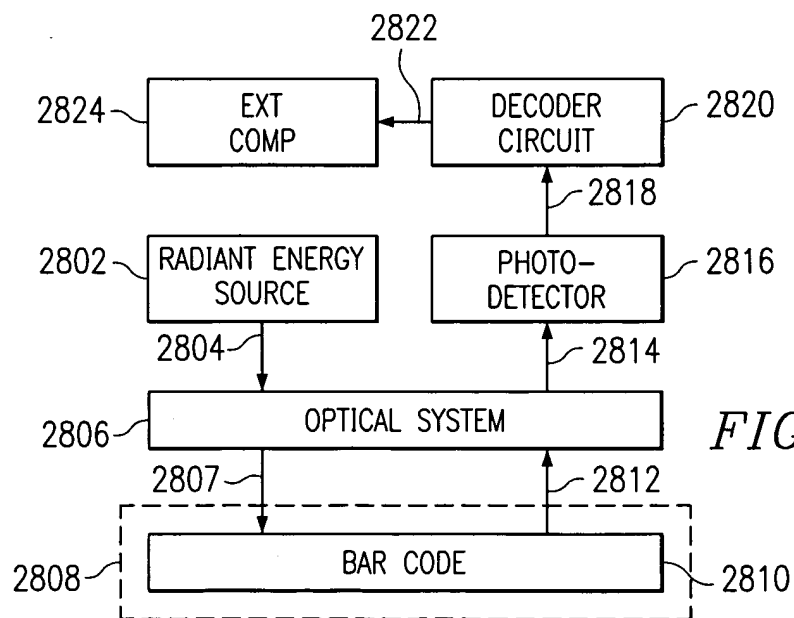 2822
2824
EXT
COMP
DECODER
CIRCUIT
2820
2818
2802
RADIANT ENERGY
SOURCE
PHOTO-
DETECTOR
2816
2804
2814
2806
OPTICAL SYSTEM
FIG
2807
2812
2808
BAR CODE
2810